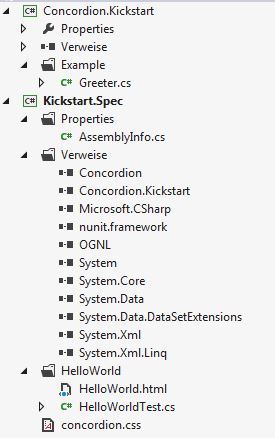 C# Concordion.Kickstart
Properties
Verweise
Example
C# Greeter.cs
C# Kickstart.Spec
Properties
C# AssemblyInfo.cs
Verweise
Concordion
Concordion.Kickstart
Microsoft.CSharp
nunit.framework
OGNL
System
System.Core
System.Data
System.Data.DataSetExtensions
System.Xml
System.Xml.Linq
HelloWorld
HelloWorld.html
C# HelloWorldTest.cs
concordion.css